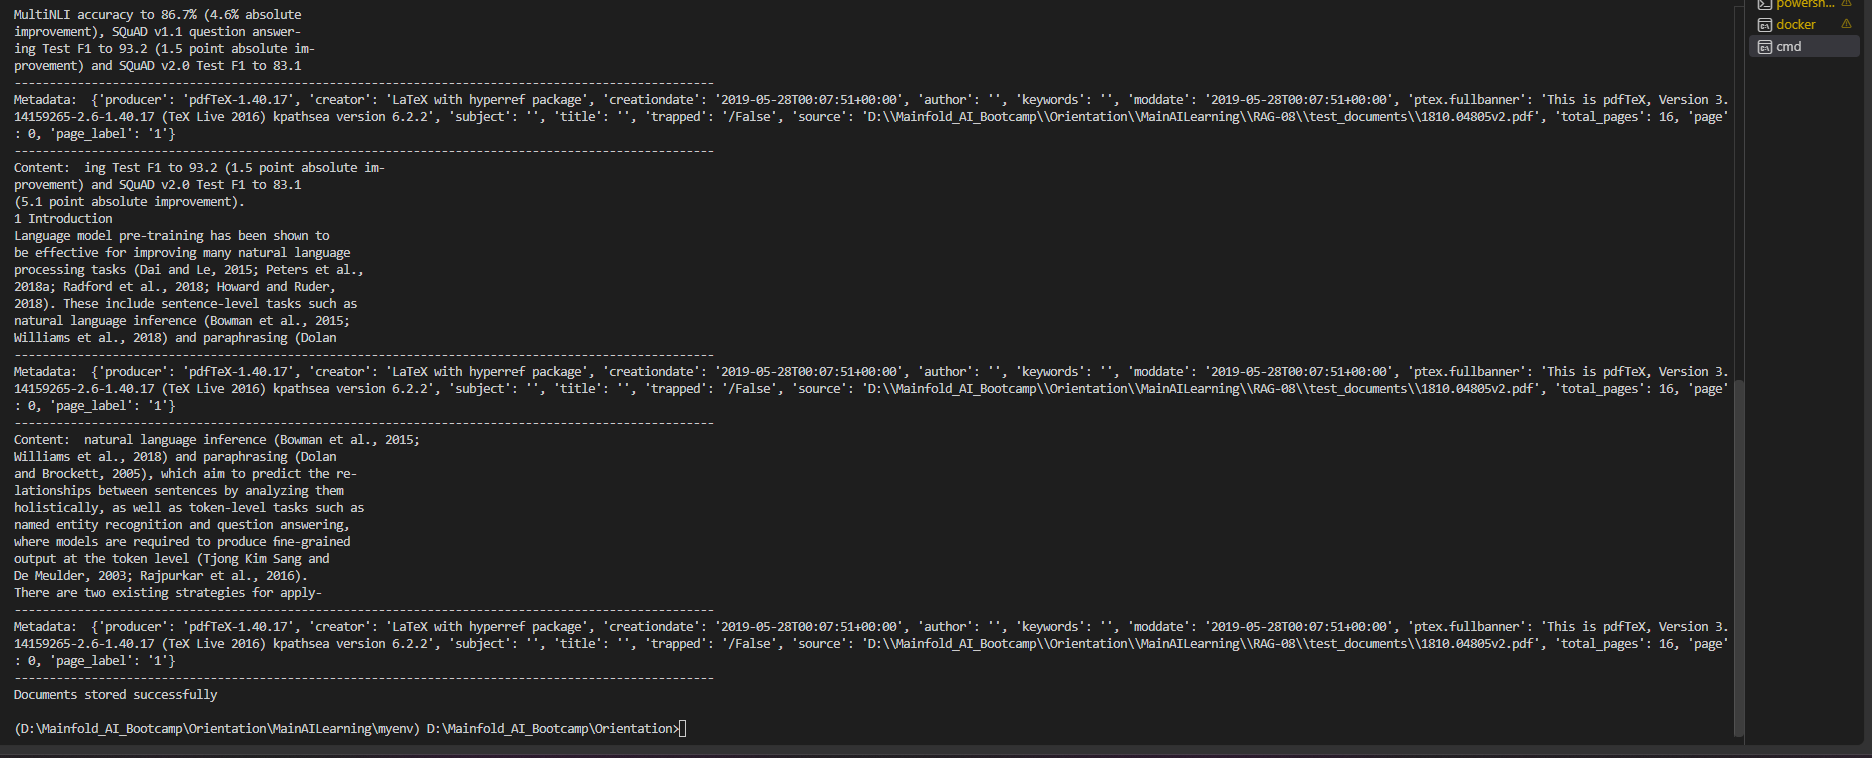 MultiNLI accuracy to 86.7% (4.6% absolute
improvement), SQuAD v1.1 question answer-
ing Test F1 to 93.2 (1.5 point absolute im-
provement) and SQuAD v2.0 Test F1 to 83.1
----------------------------------------------------------------------------------------------------
Metadata:  {'producer': 'pdfTeX-1.40.17', 'creator': 'LaTeX with hyperref package', 'creationdate': '2019-05-28T00:07:51+00:00', 'author': '', 'keywords': '', 'moddate': '2019-05-28T00:07:51+00:00', 'ptex.fullbanner': 'This is pdfTeX, Version 3.
14159265-2.6-1.40.17 (TeX Live 2016) kpathsea version 6.2.2', 'subject': '', 'title': '', 'trapped': '/False', 'source': 'D:\\Mainfold_AI_Bootcamp\\Orientation\\MainAILearning\\RAG-08\\test_documents\\1810.04805v2.pdf', 'total_pages': 16, 'page'
: 0, 'page_label': '1'}
----------------------------------------------------------------------------------------------------
Content:  ing Test F1 to 93.2 (1.5 point absolute im-
provement) and SQuAD v2.0 Test F1 to 83.1
(5.1 point absolute improvement).
1 Introduction
Language model pre-training has been shown to
be effective for improving many natural language
processing tasks (Dai and Le, 2015; Peters et al.,
2018a; Radford et al., 2018; Howard and Ruder,
2018). These include sentence-level tasks such as
natural language inference (Bowman et al., 2015;
Williams et al., 2018) and paraphrasing (Dolan
----------------------------------------------------------------------------------------------------
Metadata:  {'producer': 'pdfTeX-1.40.17', 'creator': 'LaTeX with hyperref package', 'creationdate': '2019-05-28T00:07:51+00:00', 'author': '', 'keywords': '', 'moddate': '2019-05-28T00:07:51+00:00', 'ptex.fullbanner': 'This is pdfTeX, Version 3.
14159265-2.6-1.40.17 (TeX Live 2016) kpathsea version 6.2.2', 'subject': '', 'title': '', 'trapped': '/False', 'source': 'D:\\Mainfold_AI_Bootcamp\\Orientation\\MainAILearning\\RAG-08\\test_documents\\1810.04805v2.pdf', 'total_pages': 16, 'page'
: 0, 'page_label': '1'}
----------------------------------------------------------------------------------------------------
Content:  natural language inference (Bowman et al., 2015;
Williams et al., 2018) and paraphrasing (Dolan
and Brockett, 2005), which aim to predict the re-
lationships between sentences by analyzing them
holistically, as well as token-level tasks such as
named entity recognition and question answering,
where models are required to produce fine-grained
output at the token level (Tjong Kim Sang and
De Meulder, 2003; Rajpurkar et al., 2016).
There are two existing strategies for apply-
----------------------------------------------------------------------------------------------------
Metadata:  {'producer': 'pdfTeX-1.40.17', 'creator': 'LaTeX with hyperref package', 'creationdate': '2019-05-28T00:07:51+00:00', 'author': '', 'keywords': '', 'moddate': '2019-05-28T00:07:51+00:00', 'ptex.fullbanner': 'This is pdfTeX, Version 3.
14159265-2.6-1.40.17 (TeX Live 2016) kpathsea version 6.2.2', 'subject': '', 'title': '', 'trapped': '/False', 'source': 'D:\\Mainfold_AI_Bootcamp\\Orientation\\MainAILearning\\RAG-08\\test_documents\\1810.04805v2.pdf', 'total_pages': 16, 'page'
: 0, 'page_label': '1'}
----------------------------------------------------------------------------------------------------
Documents stored successfully
(D:\Mainfold_AI_Bootcamp\Orientation\MainAILearning\myenv) D:\Mainfold_AI_Bootcamp\Orientation>
powersh...
docker
cmd